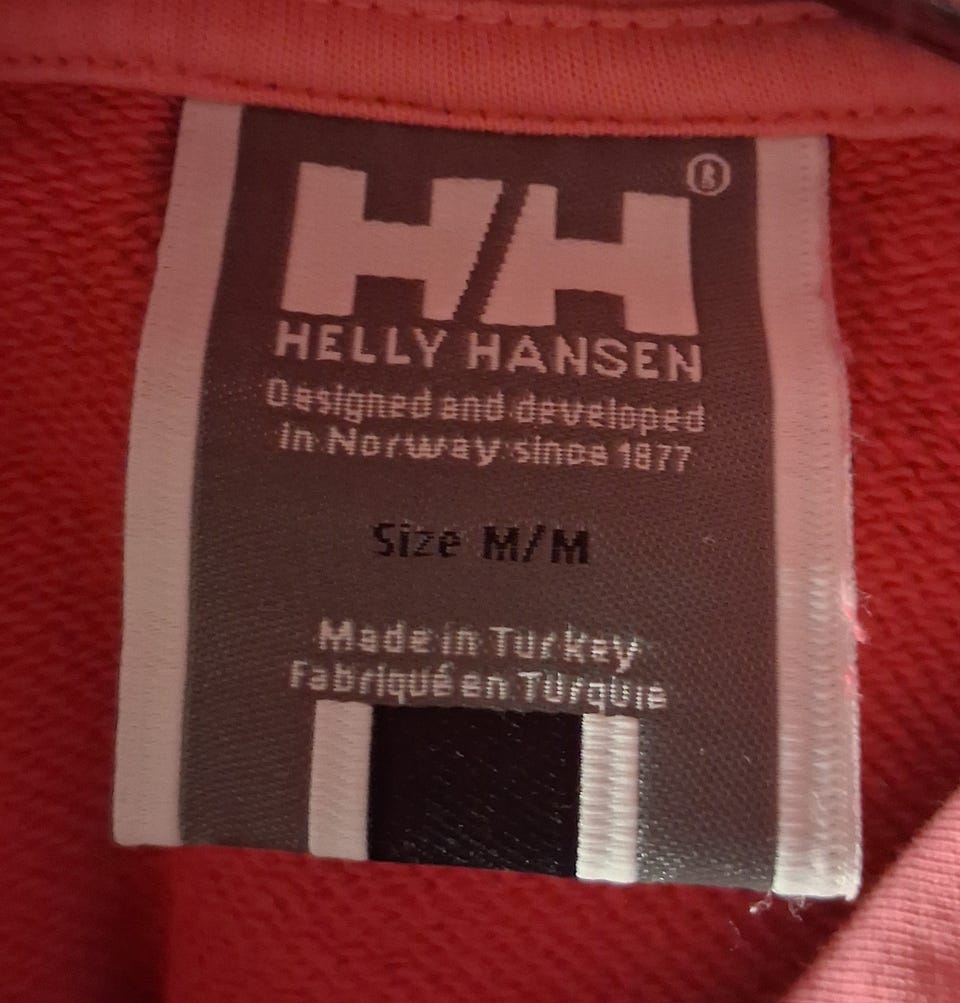 HH®
HELLY HANSEN
Designed and developed
in Norway since 1877
Size M/M
Made in Turkey
Fabriqué en Turquie